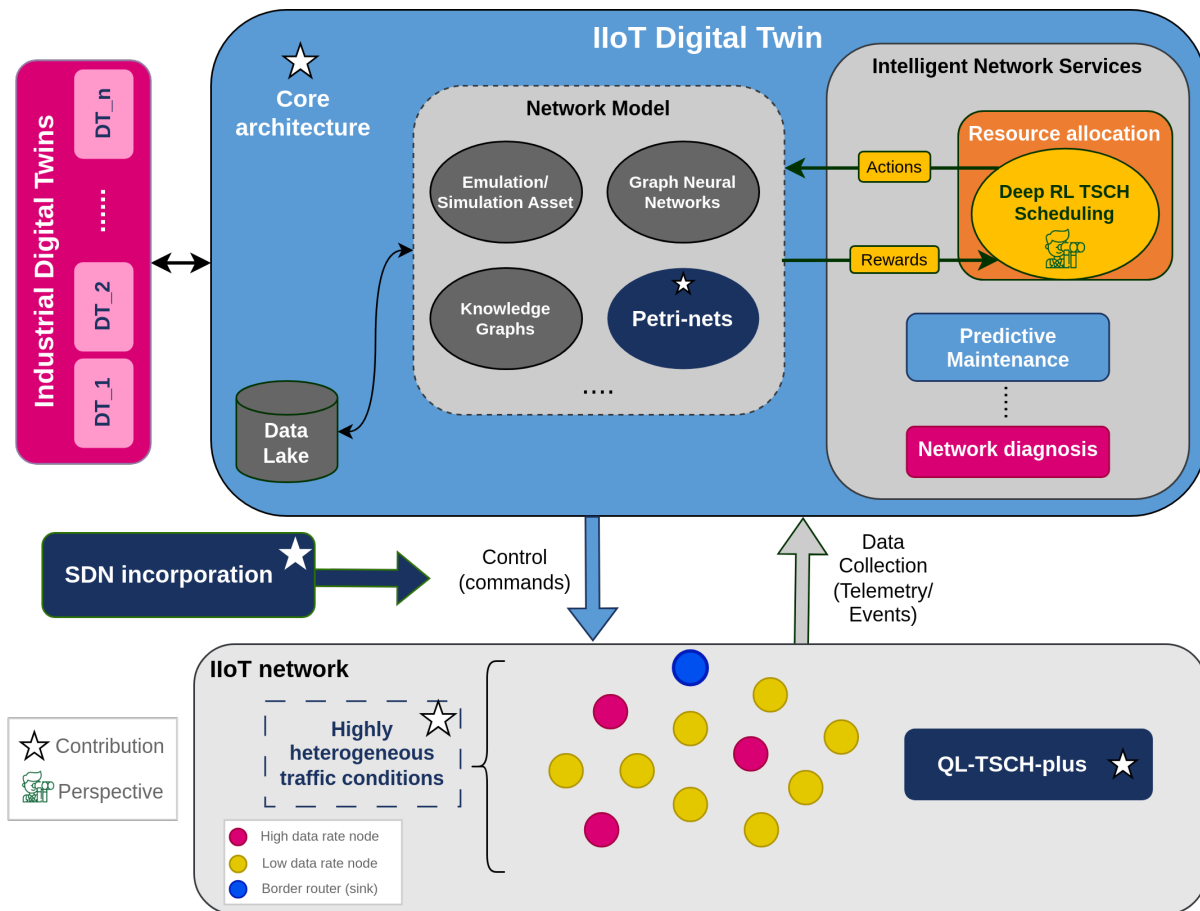 IIoT Digital Twin
Core
architecture
Industrial Digital Twins
DT_n
......
DT_2
DT_1
Network Model
Emulation/
Simulation Asset
Graph Neural
Networks
Knowledge
Graphs
Petri-nets
....
Data
Lake
Intelligent Network Services
Resource allocation
Deep RL TSCH
Scheduling
Actions
Rewards
Predictive
Maintenance
......
Network diagnosis
SDN incorporation
Control
(commands)
Data
Collection
(Telemetry/
Events)
IIoT network
Highly
heterogeneous
traffic conditions
QL-TSCH-plus
Contribution
Perspective
High data rate node
Low data rate node
Border router (sink)